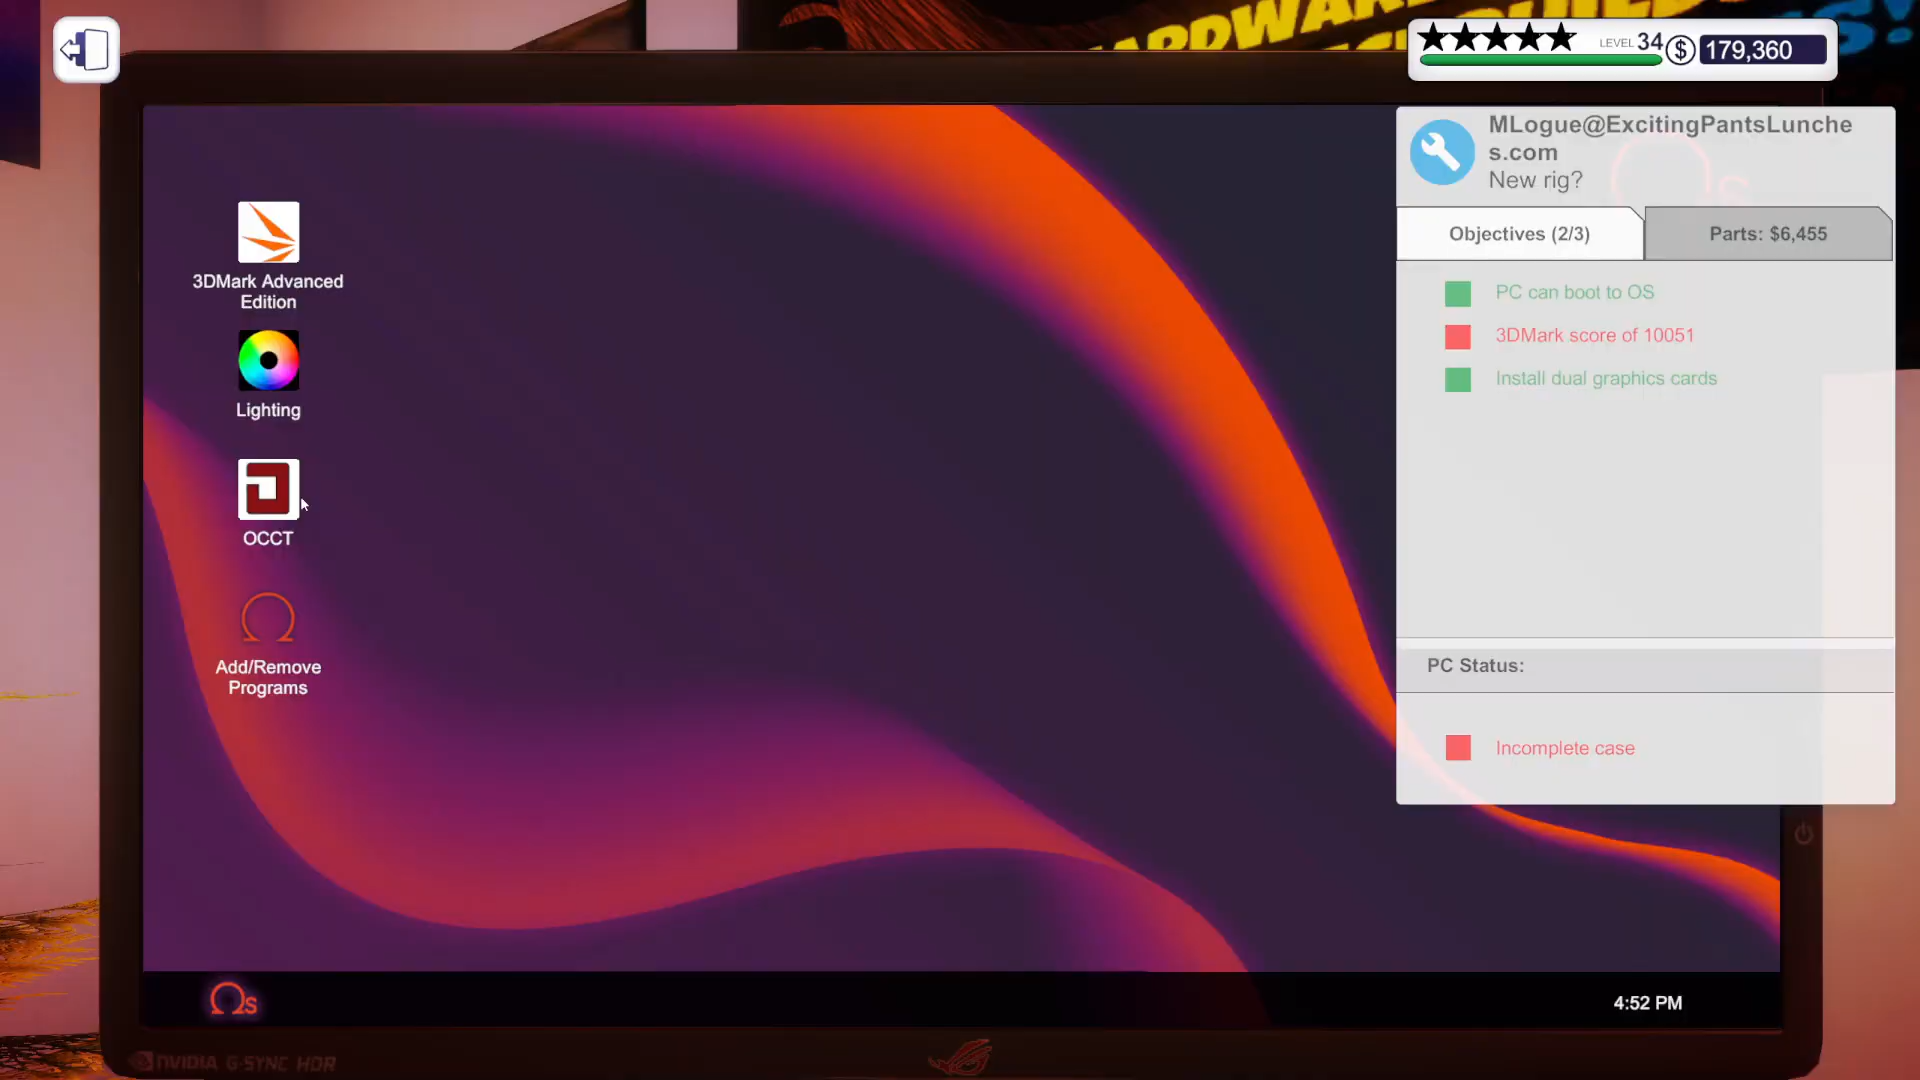 HARDWARE
LEVEL 34
$ 179,360
MLogue@ExcitingPantsLunche
s.com
New rig?
Objectives (2/3)
Parts: $6,455
PC can boot to OS
3DMark score of 10051
Install dual graphics cards
PC Status:
Incomplete case
3DMark Advanced
Edition
Lighting
OCCT
Add/Remove
Programs
Ωs
4:52 PM
NVIDIA G-SYNC HDR